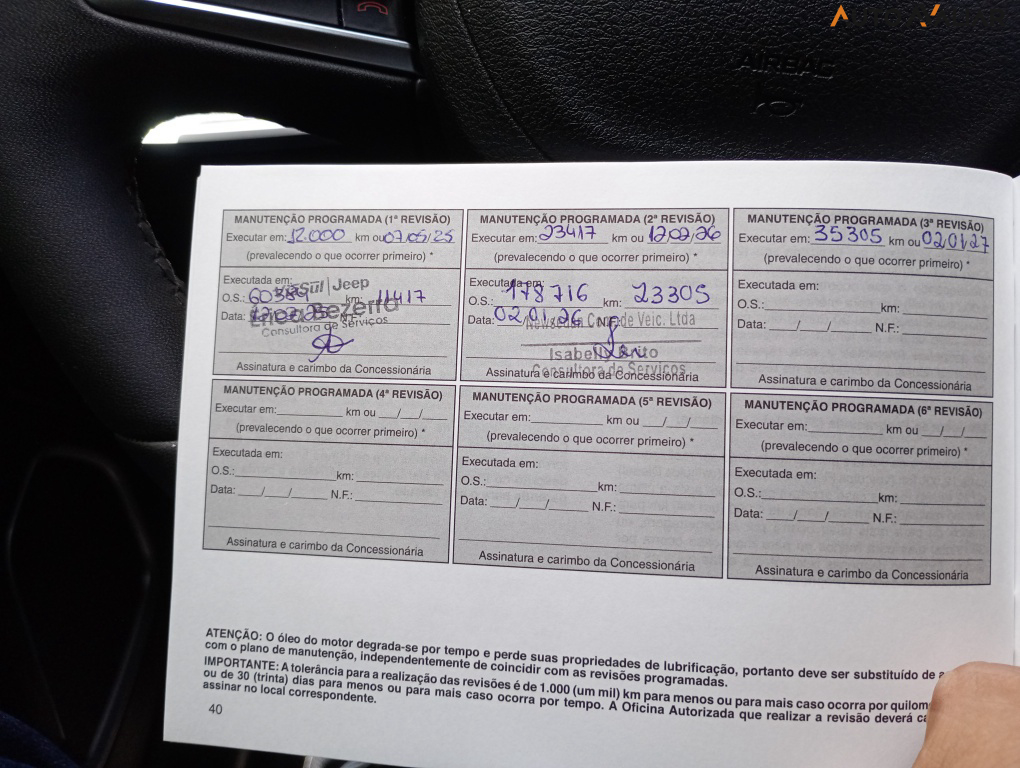 AIRBAG
MANUTENÇÃO PROGRAMADA (1ª REVISÃO)
Executar em: 12.000 km ou 07/05/25
(prevalecendo o que ocorrer primeiro) *
Executada em:
Jeep
O.S.: 60384 km: 11417
Data: N.F.:
Erica Bezerra
Consultora de Serviços
Assinatura e carimbo da Concessionária
MANUTENÇÃO PROGRAMADA (2ª REVISÃO)
Executar em: 23417 km ou 12/02/26
(prevalecendo o que ocorrer primeiro) *
Executada em:
O.S.: 178716 km: 23305
Data: 02/01/26 N.F.:
de Veic. Ltda
Isabelly Brito
Consultora de Serviços
Assinatura e carimbo da Concessionária
MANUTENÇÃO PROGRAMADA (3ª REVISÃO)
Executar em: 35305 km ou 02/01/27
(prevalecendo o que ocorrer primeiro) *
Executada em:
O.S.: km:
Data: / / N.F.:
Assinatura e carimbo da Concessionária
MANUTENÇÃO PROGRAMADA (4ª REVISÃO)
Executar em: km ou / /
(prevalecendo o que ocorrer primeiro) *
Executada em:
O.S.: km:
Data: / / N.F.:
Assinatura e carimbo da Concessionária
MANUTENÇÃO PROGRAMADA (5ª REVISÃO)
Executar em: km ou / /
(prevalecendo o que ocorrer primeiro) *
Executada em:
O.S.: km:
Data: / / N.F.:
Assinatura e carimbo da Concessionária
MANUTENÇÃO PROGRAMADA (6ª REVISÃO)
Executar em: km ou / /
(prevalecendo o que ocorrer primeiro) *
Executada em:
O.S.: km:
Data: / / N.F.:
Assinatura e carimbo da Concessionária
ATENÇÃO: O óleo do motor degrada-se por tempo e perde suas propriedades de lubrificação, portanto deve ser substituído de
com o plano de manutenção, independentemente de coincidir com as revisões programadas.
IMPORTANTE: A tolerância para a realização das revisões é de 1.000 (um mil) km para menos ou para mais caso ocorra por quilom
ou de 30 (trinta) dias para menos ou para mais caso ocorra por tempo. A Oficina Autorizada que realizar a revisão deverá
assinar no local correspondente.
40